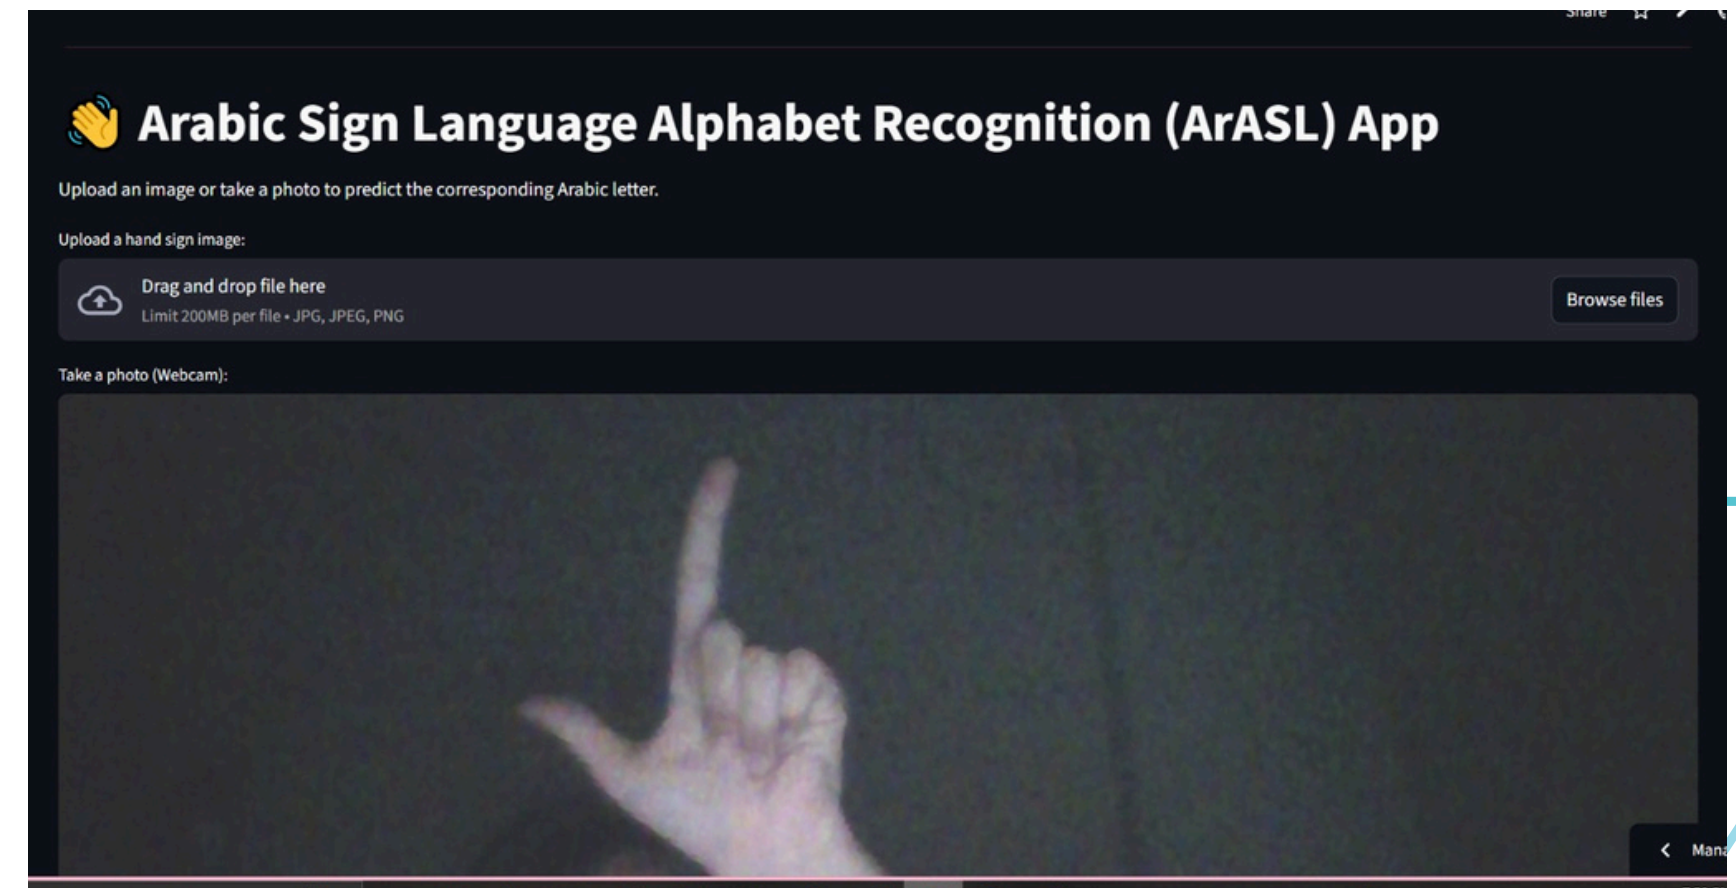 Share
👋 Arabic Sign Language Alphabet Recognition (ArASL) App
Upload an image or take a photo to predict the corresponding Arabic letter.
Upload a hand sign image:
Drag and drop file here
Limit 200MB per file • JPG, JPEG, PNG
Browse files
Take a photo (Webcam):
Mana